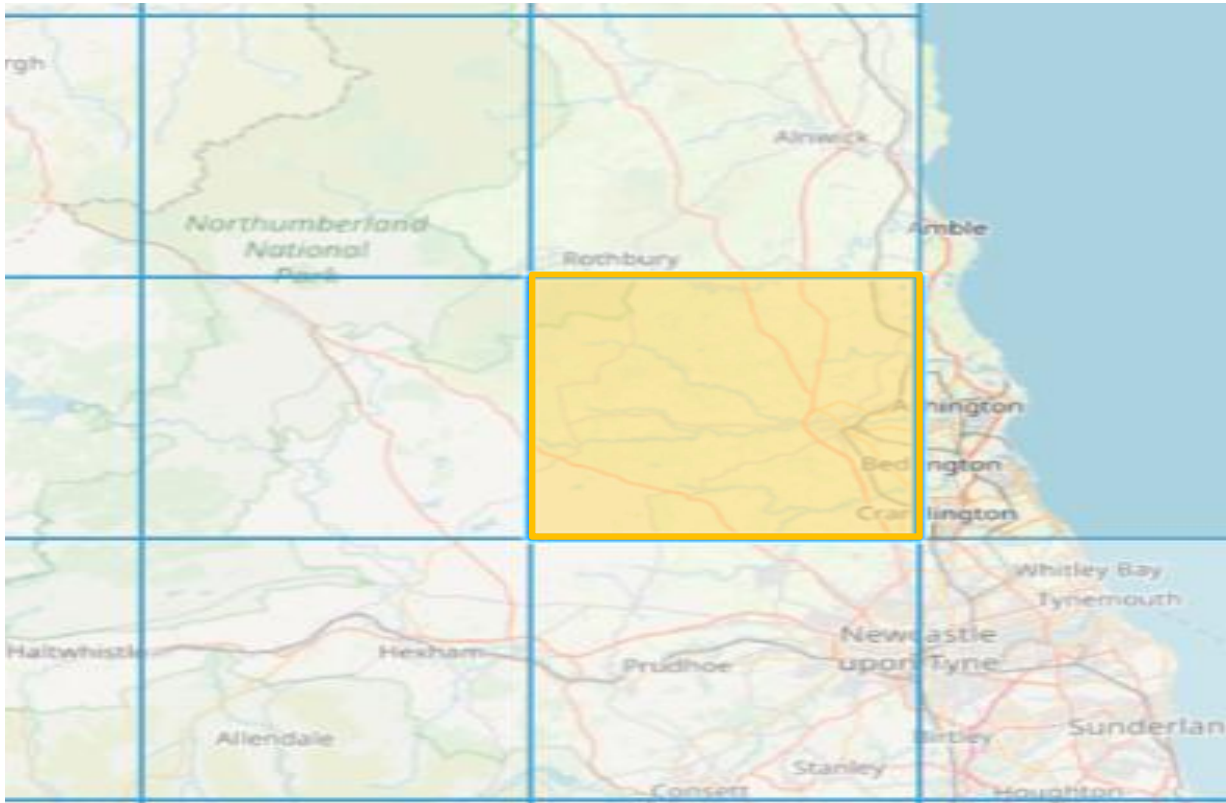 rgh
Alnwick
Northumberland
National
Park
Amble
Rothbury
Ashington
Bedlington
Cramlington
Whitley Bay
Tynemouth
Newcastle
upon Tyne
Haltwhistle
Hexham
Prudhoe
Allendale
Birtley
Sunderlan
Stanley
Consett
Houghton